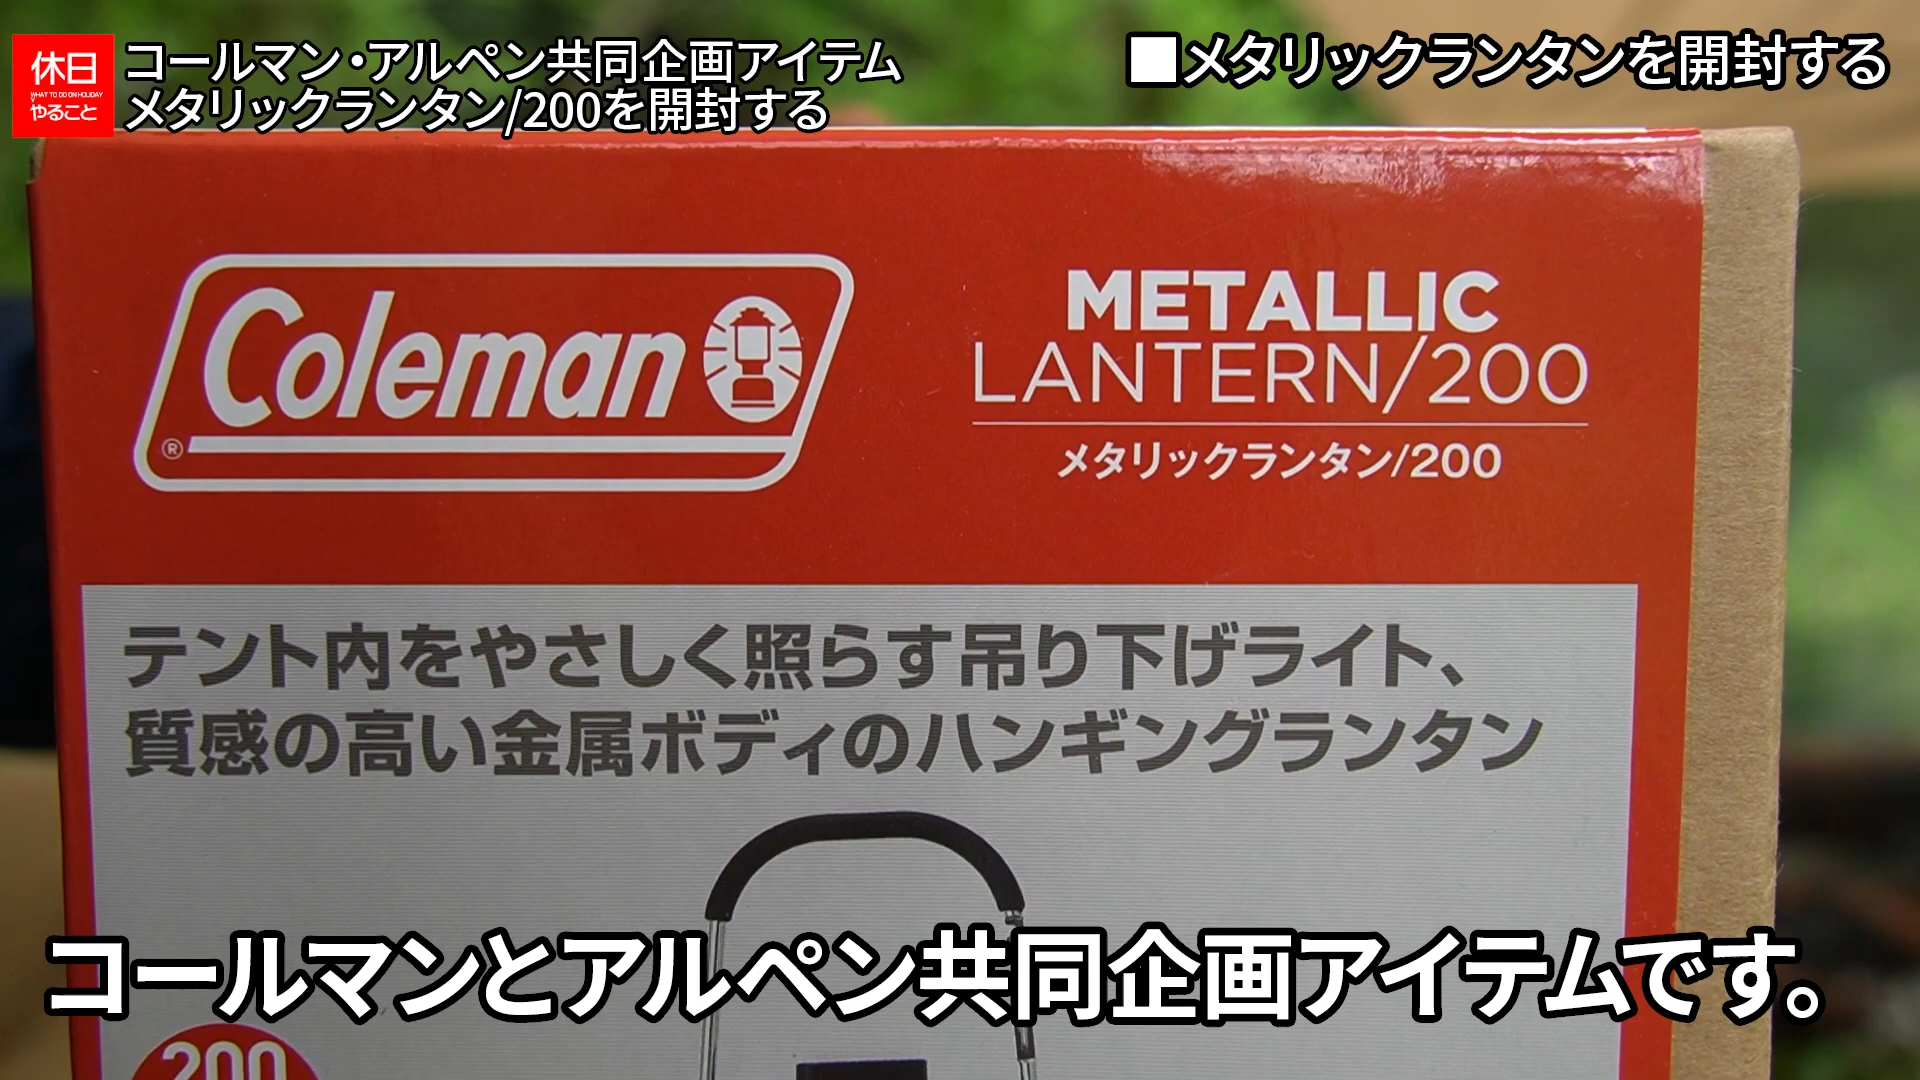 休日
WHAT TO DO ON HOLIDAY
やること
コールマン・アルペン共同企画アイテム
メタリックランタン/200を開封する
■メタリックランタンを開封する
Coleman
®
METALLIC
LANTERN/200
メタリックランタン/200
テント内をやさしく照らす吊り下げライト、
質感の高い金属ボディのハンギングランタン
コールマンとアルペン共同企画アイテムです。
200